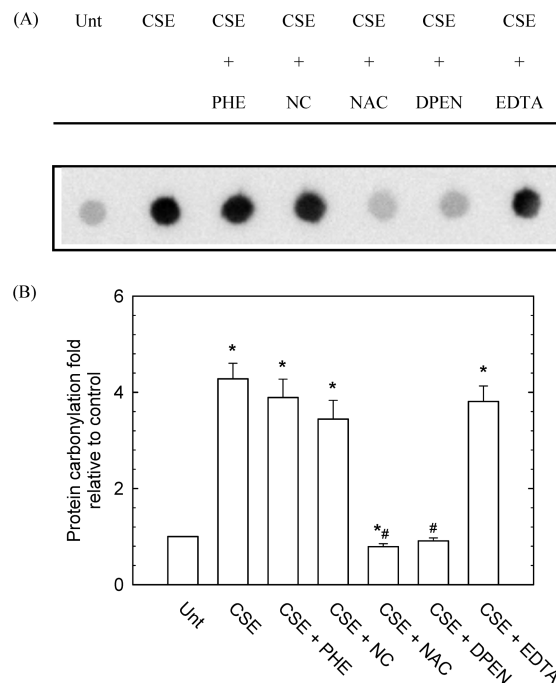 (A) Unt CSE CSE CSE CSE CSE CSE
+ + + + +
PHE NC NAC DPEN EDTA
(B)
6
4
2
0
Protein carbonylation fold
relative to control
* * * *# # *
Unt CSE CSE + PHE CSE + NC CSE + NAC CSE + DPEN CSE + EDTA